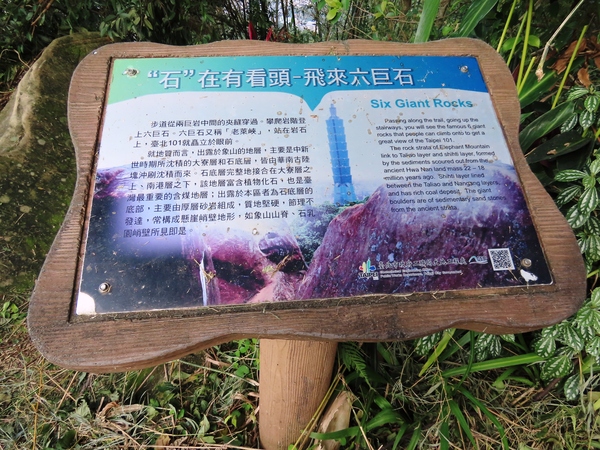 “石”在有看頭-飛來六巨石
步道從兩巨岩中間的夾縫穿過，攀爬岩階登
上六巨石。六巨石又稱「老萊峽」，站在岩石
上，臺北101就矗立於眼前。
就地質而言，出露於象山的地層，主要是中新
世時期所沈積的大寮層和石底層，皆由華南古陸
塊沖刷沈積而來。石底層完整地接合在大寮層之
上，南港層之下，該地層富含植物化石，也是臺
灣最重要的含煤地層；出露於本區者為石底層的
底部，主要由厚層砂岩組成，質地堅硬，節理不
發達，常構成懸崖峭壁地形，如象山山脊、石乳
園峭壁所見即是。
Six Giant Rocks
Passing along the trail, going up the
stairways, you will see the famous 6 giant
rocks that people can climb onto to get a
great view of the Taipei 101.
Rock strata of Elephant Mountain
link to Taliao layer and shihti layer, formed
by the sediments scoured out from the
ancient Hwa Nan land mass 22 – 18
million years ago. Shihti layer lies
between the Taliao and Nangang layers,
and has rich coal deposit. The giant
boulders are of sedimentary sand stones
from the ancient strata.